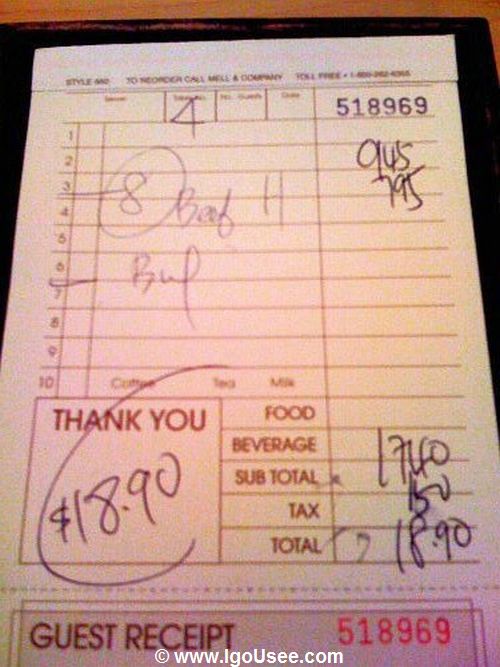 STYLE 660 TO REORDER CALL MELL & COMPANY TOLL FREE •
Server Table No. No. Guests Date 518969
4
1
2 945
3 795
8 Beef H
4
5
6 Bul
7
8
9
10 Coffee Tea Milk
THANK YOU
$18.90
FOOD
BEVERAGE 1740
SUB TOTAL
TAX 150
TOTAL 18.90
GUEST RECEIPT 518969
© www.IgoUsee.com